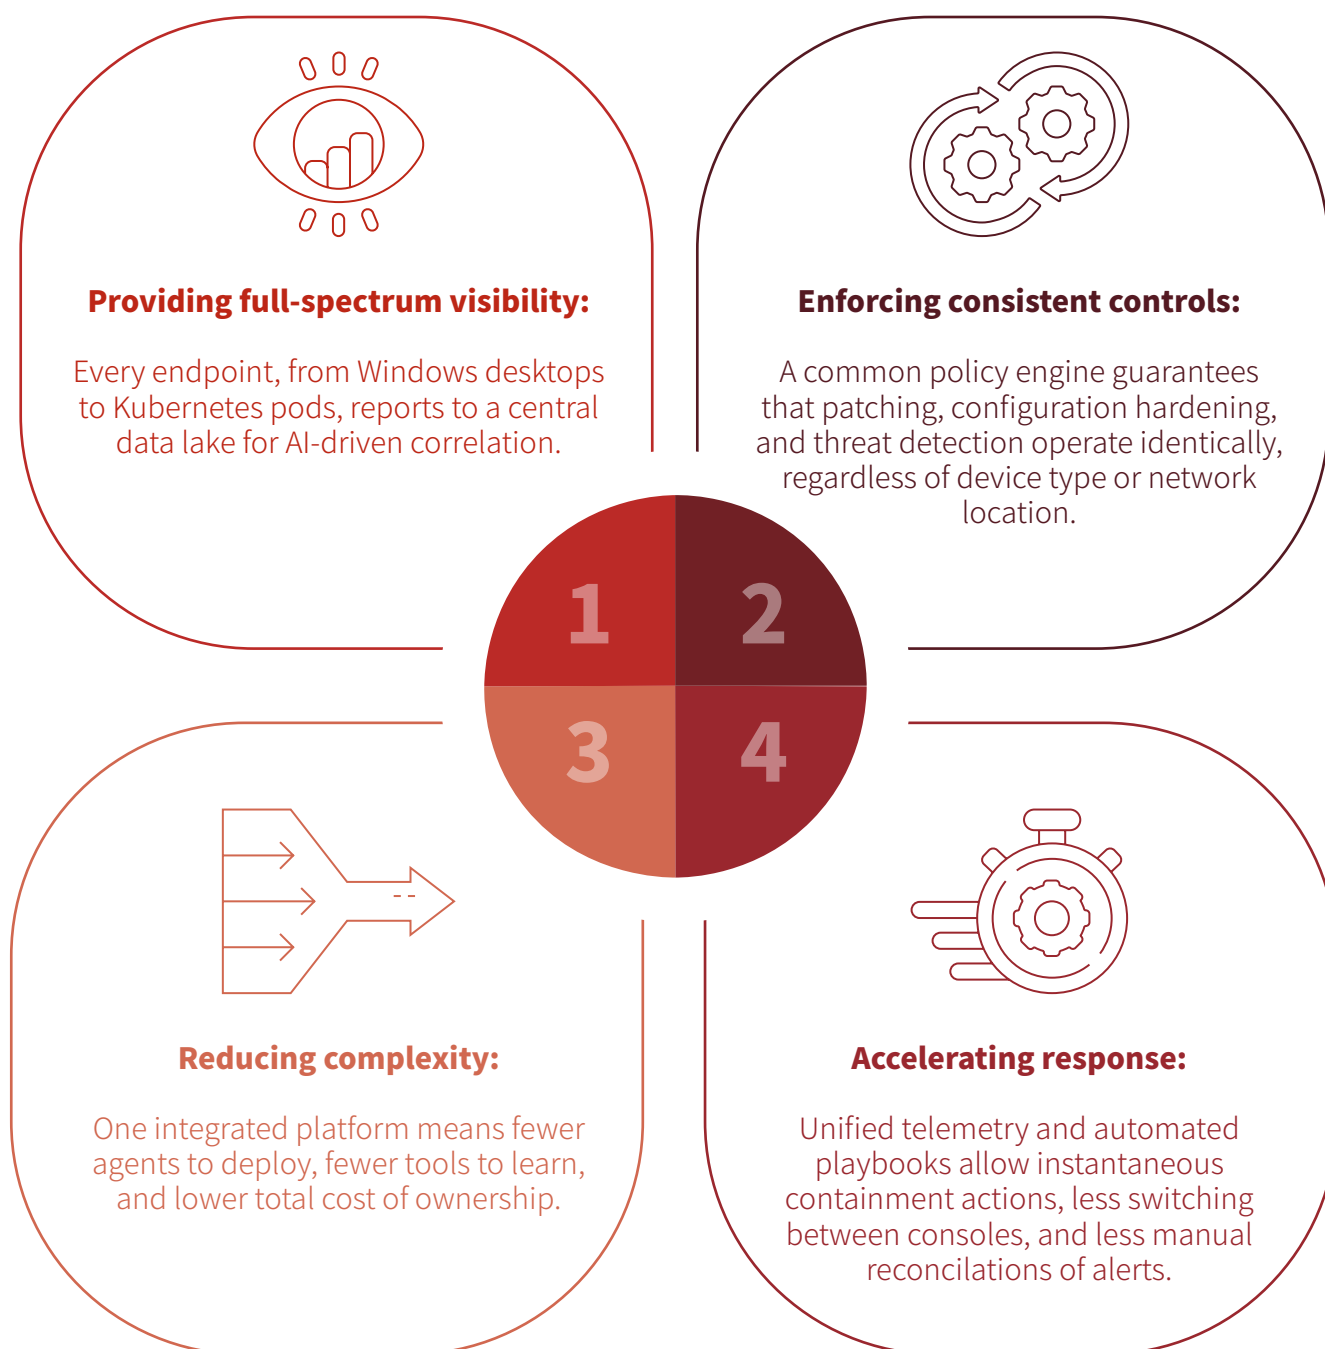 Providing full-spectrum visibility:
Every endpoint, from Windows desktops
to Kubernetes pods, reports to a central
data lake for AI-driven correlation.
Enforcing consistent controls:
A common policy engine guarantees
that patching, configuration hardening,
and threat detection operate identically,
regardless of device type or network
location.
1
2
3
4
Reducing complexity:
One integrated platform means fewer
agents to deploy, fewer tools to learn,
and lower total cost of ownership.
Accelerating response:
Unified telemetry and automated
playbooks allow instantaneous
containment actions, less switching
between consoles, and less manual
reconcilations of alerts.